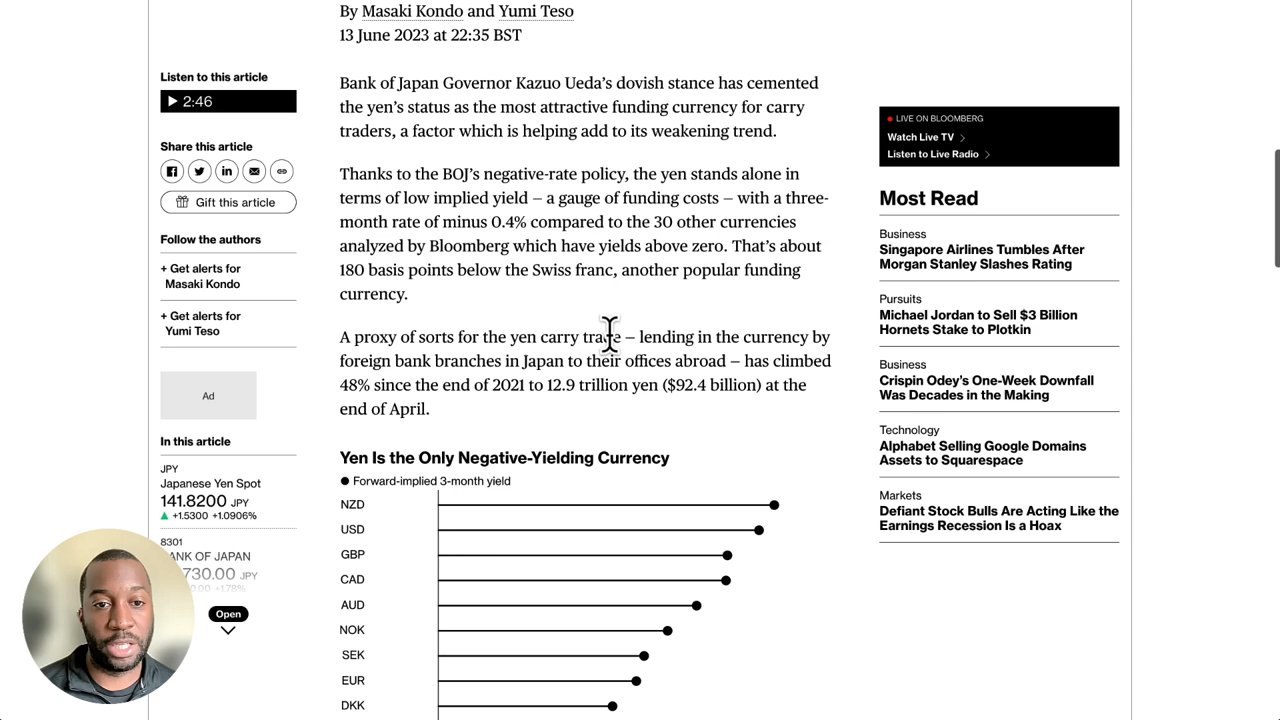 By Masaki Kondo and Yumi Teso
13 June 2023 at 22:35 BST
Listen to this article
2:46
Share this article
Gift this article
Follow the authors
+ Get alerts for
Masaki Kondo
+ Get alerts for
Yumi Teso
Ad
In this article
JPY
Japanese Yen Spot
141.8200 JPY
+1.5300 +1.0906%
8301
ANK OF JAPAN
730.00 JPY
+1.78%
Open
Bank of Japan Governor Kazuo Ueda’s dovish stance has cemented
the yen’s status as the most attractive funding currency for carry
traders, a factor which is helping add to its weakening trend.
Thanks to the BOJ’s negative-rate policy, the yen stands alone in
terms of low implied yield – a gauge of funding costs – with a three-
month rate of minus 0.4% compared to the 30 other currencies
analyzed by Bloomberg which have yields above zero. That’s about
180 basis points below the Swiss franc, another popular funding
currency.
A proxy of sorts for the yen carry trade – lending in the currency by
foreign bank branches in Japan to their offices abroad – has climbed
48% since the end of 2021 to 12.9 trillion yen ($92.4 billion) at the
end of April.
Yen Is the Only Negative-Yielding Currency
Forward-implied 3-month yield
NZD
USD
GBP
CAD
AUD
NOK
SEK
EUR
DKK
LIVE ON BLOOMBERG
Watch Live TV
Listen to Live Radio
Most Read
Business
Singapore Airlines Tumbles After
Morgan Stanley Slashes Rating
Pursuits
Michael Jordan to Sell $3 Billion
Hornets Stake to Plotkin
Business
Crispin Odey’s One-Week Downfall
Was Decades in the Making
Technology
Alphabet Selling Google Domains
Assets to Squarespace
Markets
Defiant Stock Bulls Are Acting Like the
Earnings Recession Is a Hoax